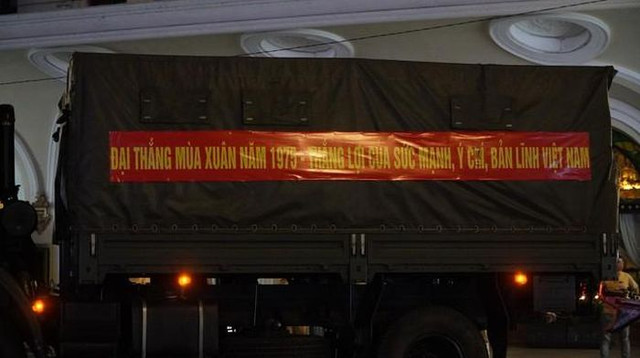 ĐẠI THẮNG MÙA XUÂN NĂM 1975 - THẮNG LỢI CỦA SỨC MẠNH, Ý CHÍ, BẢN LĨNH VIỆT NAM